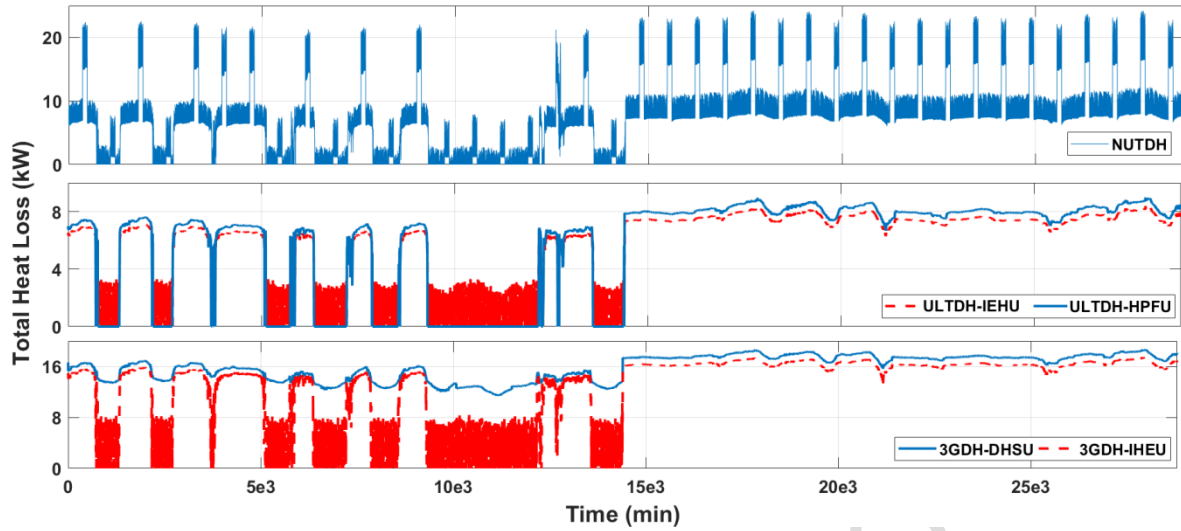 20
10
0
NUTDH
Total Heat Loss (kW)
8
4
0
ULTDH-IEHU ULTDH-HPFU
16
8
0
3GDH-DHSU 3GDH-IHEU
0 5e3 10e3 15e3 20e3 25e3
Time (min)